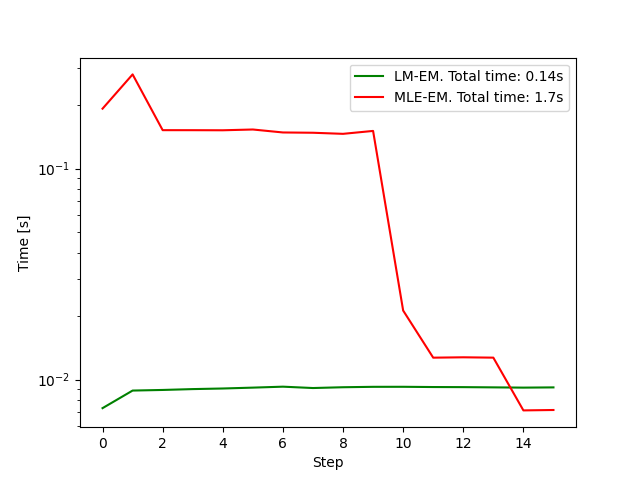 LM-EM. Total time: 0.14s
MLE-EM. Total time: 1.7s
10⁻¹
10⁻²
Time [s]
0 2 4 6 8 10 12 14
Step